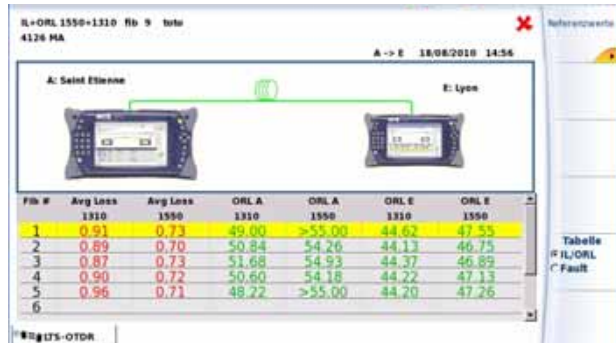 IL+ORL 1550+1310 fib 9 toto
4126 MA
A -> E 18/08/2010 14:56
Referenzwerte
A: Saint Etienne
E: Lyon
Fib # Avg Loss Avg Loss ORL A ORL A ORL E ORL E
1310 1550 1310 1550 1310 1550
1 0.91 0.73 49.00 >55.00 44.62 47.55
2 0.89 0.70 50.84 54.26 44.13 46.75
3 0.87 0.73 51.68 54.93 44.37 46.89
4 0.90 0.72 50.60 54.18 44.22 47.13
5 0.96 0.71 48.22 >55.00 44.20 47.26
6
Tabelle
IL/ORL
Fault
LTS-OTDR